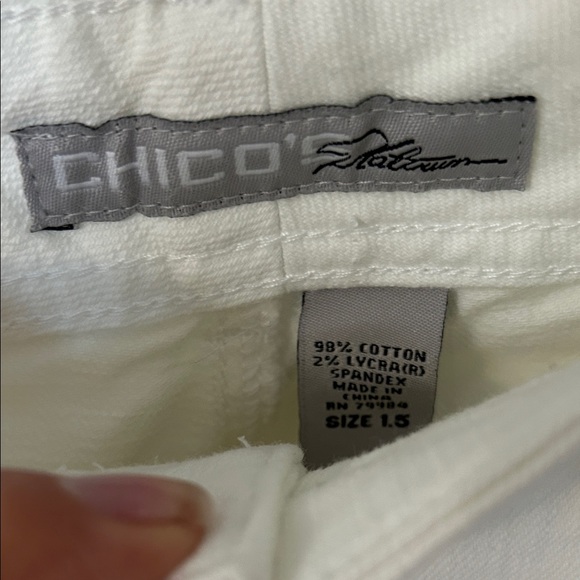 CHICO'S Platinum
98% COTTON
2% LYCRA(R)
SPANDEX
MADE IN
CHINA
RN 79984
SIZE 1.5